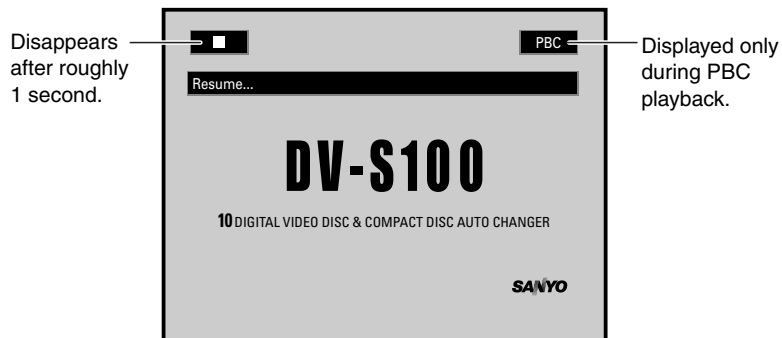 Disappears
after roughly
1 second.
PBC
Displayed only
during PBC
playback.
Resume...
DV-S100
10 DIGITAL VIDEO DISC & COMPACT DISC AUTO CHANGER
SANYO